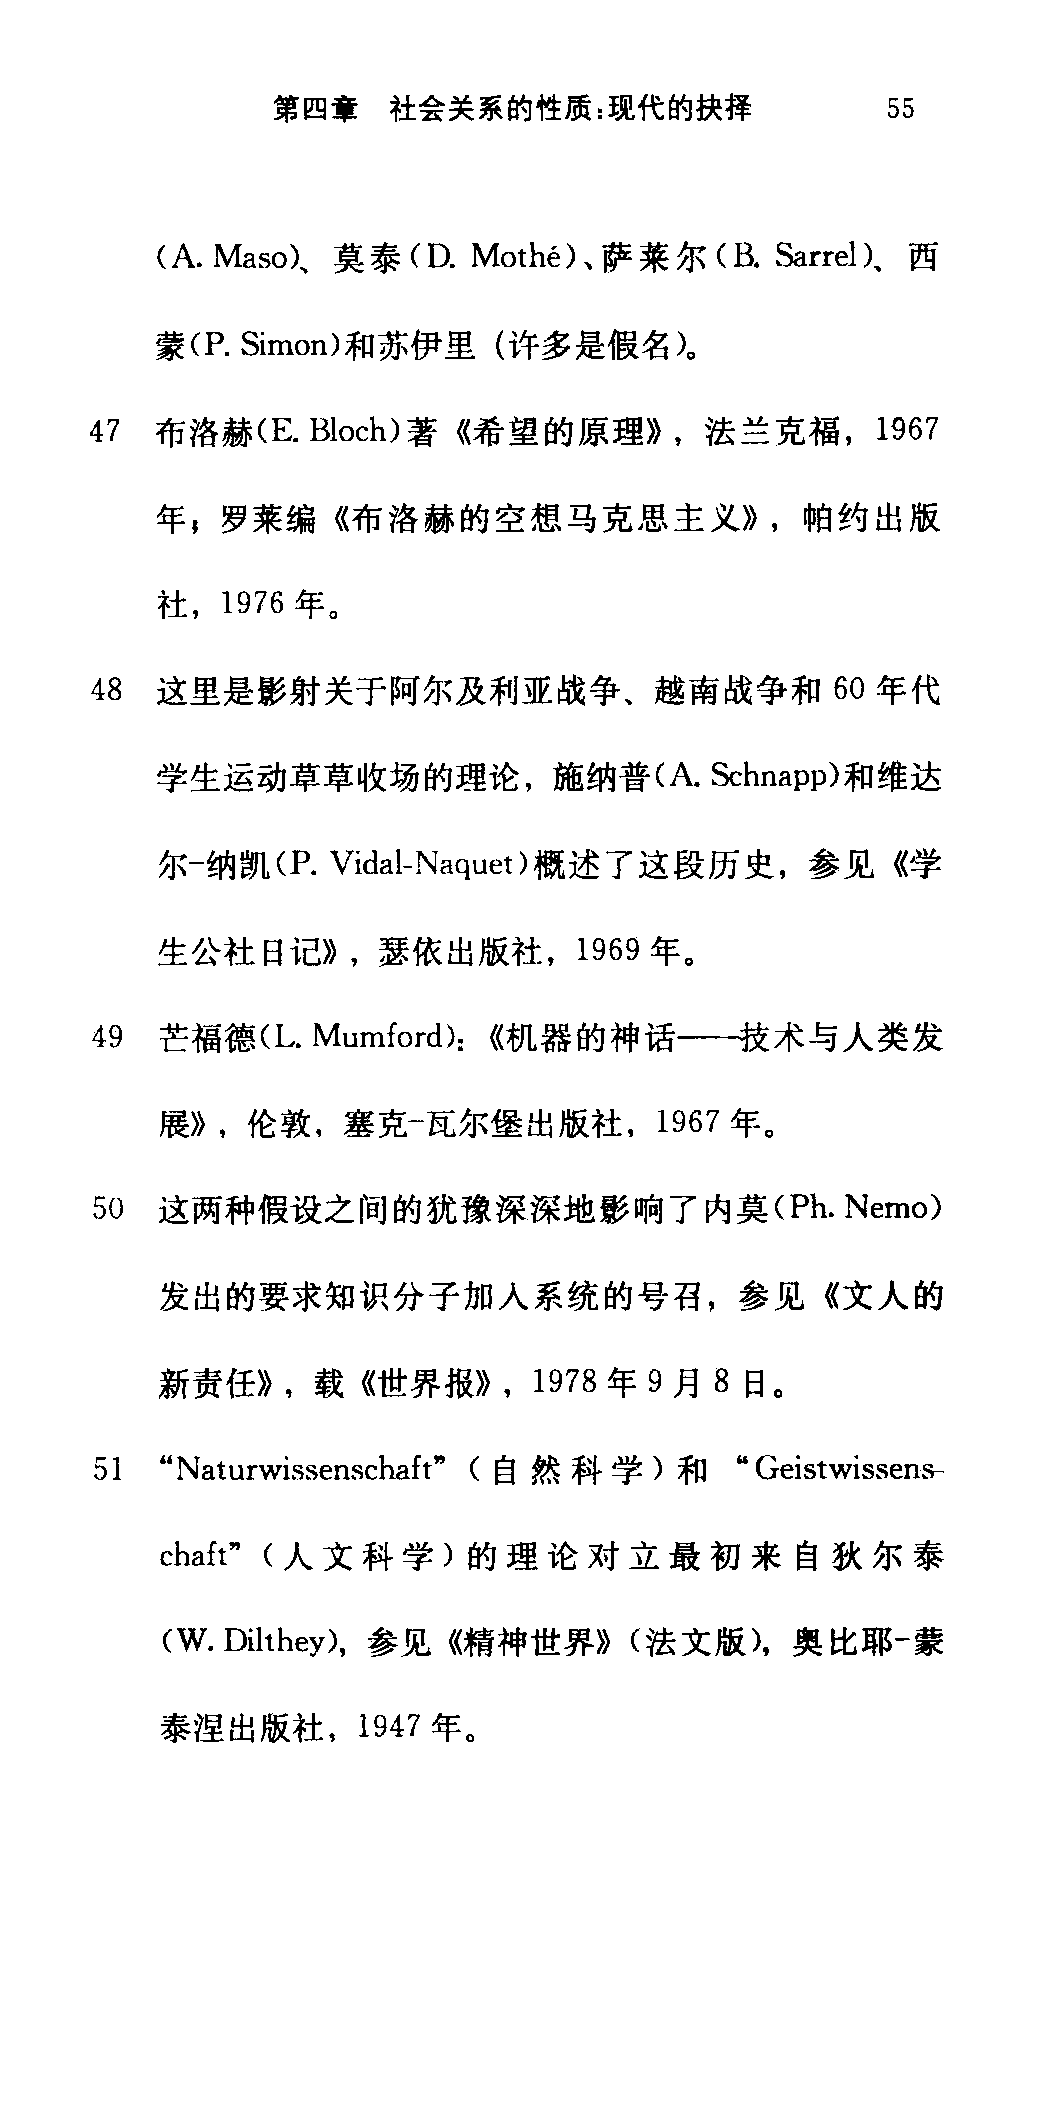 第四章 社会关系的性质:现代的抉择 55
(A. Maso)、莫泰(D. Mothé)、萨莱尔(B. Sarrel)、西
蒙(P. Simon)和苏伊里(许多是假名)。
47 布洛赫(E. Bloch)著《希望的原理》，法兰克福，1967
年；罗莱编《布洛赫的空想马克思主义》，帕约出版
社，1976 年。
48 这里是影射关于阿尔及利亚战争、越南战争和 60 年代
学生运动草草收场的理论，施纳普(A. Schnapp)和维达
尔-纳凯(P. Vidal-Naquet)概述了这段历史，参见《学
生公社日记》，瑟依出版社，1969 年。
49 芒福德(L. Mumford)：《机器的神话——技术与人类发
展》，伦敦，塞克-瓦尔堡出版社，1967 年。
50 这两种假设之间的犹豫深深地影响了内莫(Ph. Nemo)
发出的要求知识分子加入系统的号召，参见《文人的
新责任》，载《世界报》，1978 年 9 月 8 日。
51 “Naturwissenschaft”(自然科学)和 “Geistwissens-
chaft”(人文科学)的理论对立最初来自狄尔泰
(W. Dilthey)，参见《精神世界》(法文版)，奥比耶-蒙
泰涅出版社，1947 年。